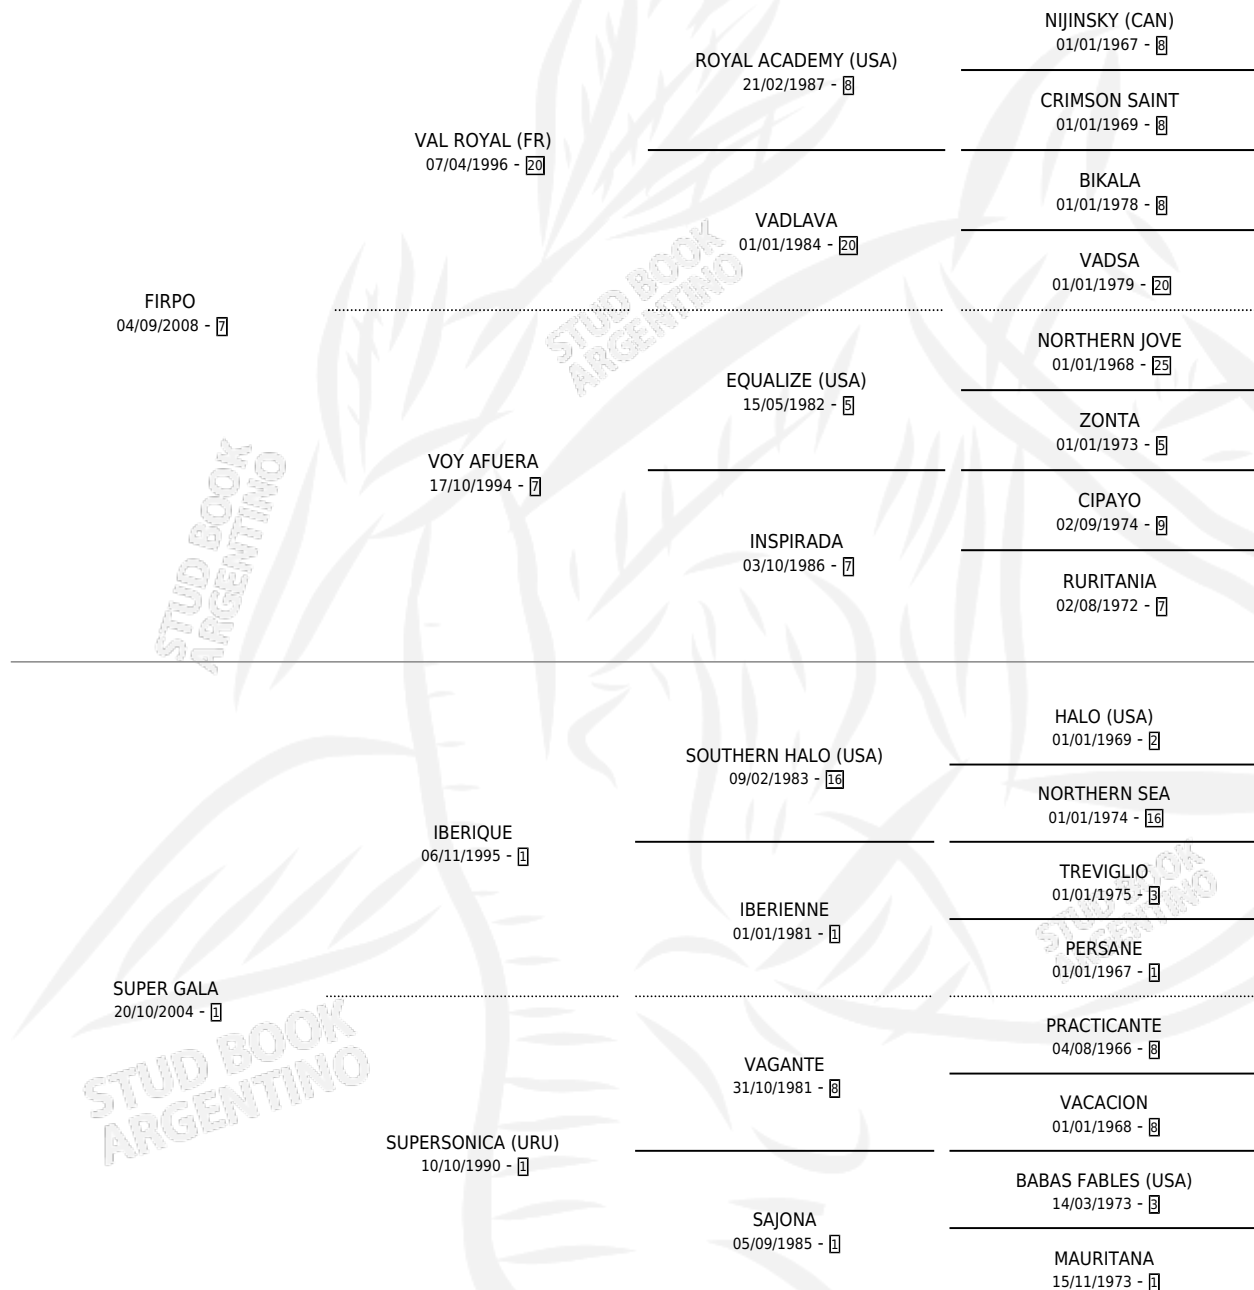 NIJINSKY (CAN)
01/01/1967 - 8
ROYAL ACADEMY (USA)
21/02/1987 - 8
CRIMSON SAINT
01/01/1969 - 8
VAL ROYAL (FR)
07/04/1996 - 20
BIKALA
01/01/1978 - 8
VADLAVA
01/01/1984 - 20
VADSA
01/01/1979 - 20
FIRPO
04/09/2008 - 7
STUD BOOK
ARGENTINO
NORTHERN JOVE
01/01/1968 - 25
EQUALIZE (USA)
15/05/1982 - 5
ZONTA
01/01/1973 - 5
VOY AFUERA
17/10/1994 - 7
CIPAYO
02/09/1974 - 9
INSPIRADA
03/10/1986 - 7
RURITANIA
02/08/1972 - 7
STUD BOOK
ARGENTINO
HALO (USA)
01/01/1969 - 2
SOUTHERN HALO (USA)
09/02/1983 - 16
NORTHERN SEA
01/01/1974 - 16
IBERIQUE
06/11/1995 - 1
TREVIGLIO
01/01/1975 - 3
IBERIENNE
01/01/1981 - 1
STUD BOOK
ARGENTINO
PERSANE
01/01/1967 - 1
SUPER GALA
20/10/2004 - 1
STUD BOOK
ARGENTINO
PRACTICANTE
04/08/1966 - 8
VAGANTE
31/10/1981 - 8
VACACION
01/01/1968 - 8
SUPERSONICA (URU)
10/10/1990 - 1
BABAS FABLES (USA)
14/03/1973 - 3
SAJONA
05/09/1985 - 1
MAURITANA
15/11/1973 - 1